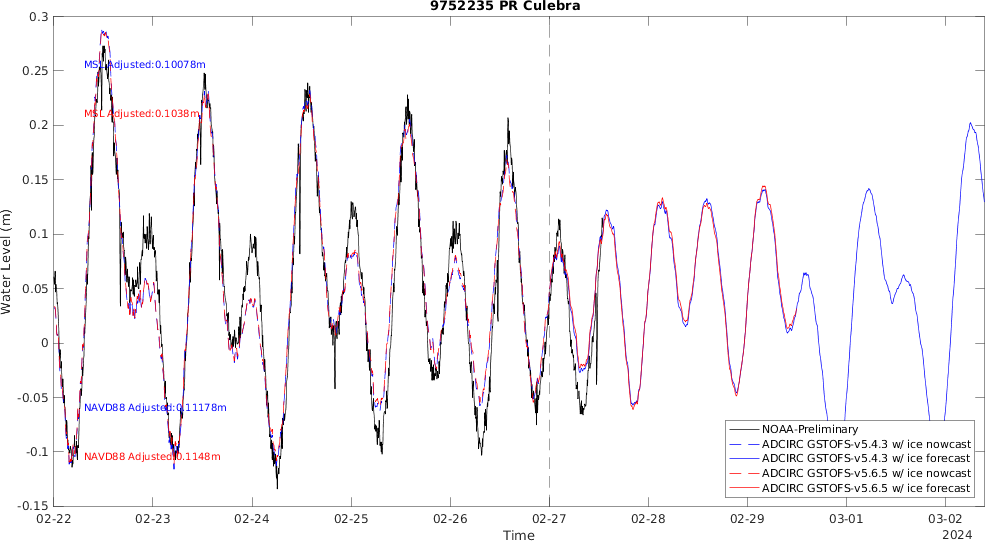 9752235 PR Culebra
0.3
0.25
0.2
0.15
0.1
0.05
0
-0.05
-0.1
-0.15
Water Level (m)
MSL Adjusted:0.10078m
MSL Adjusted:0.1038m
NAVD88 Adjusted:0.11178m
NAVD88 Adjusted:0.1148m
NOAA-Preliminary
ADCIRC GSTOFS-v5.4.3 w/ ice nowcast
ADCIRC GSTOFS-v5.4.3 w/ ice forecast
ADCIRC GSTOFS-v5.6.5 w/ ice nowcast
ADCIRC GSTOFS-v5.6.5 w/ ice forecast
02-22 02-23 02-24 02-25 02-26 02-27 02-28 02-29 03-01 03-02
Time
2024